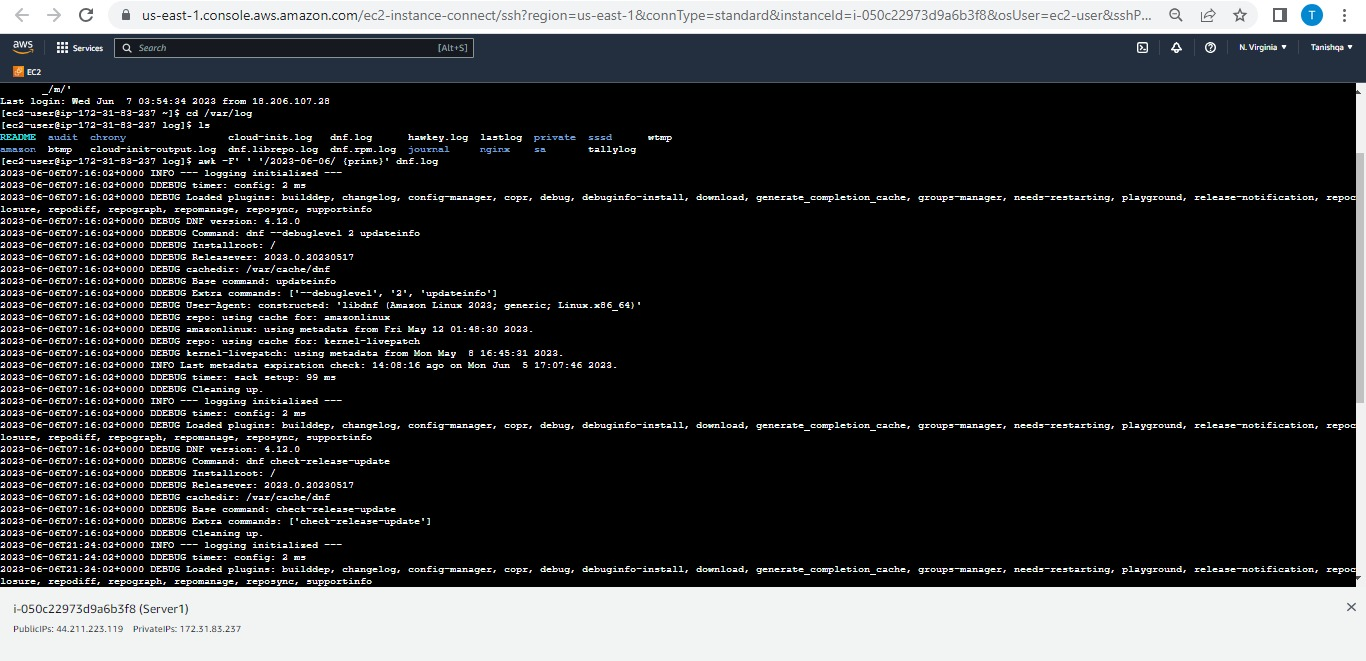 us-east-1.console.aws.amazon.com/ec2-instance-connect/ssh?region=us-east-1&connType=standard&instanceId=i-050c22973d9a6b3f8&osUser=ec2-user&sshP...
T
aws Services Search [Alt+S] N. Virginia Tanishqa
EC2
_/m/'
Last login: Wed Jun  7 03:54:34 2023 from 18.206.107.28
[ec2-user@ip-172-31-83-237 ~]$ cd /var/log
[ec2-user@ip-172-31-83-237 log]$ ls
README audit chrony cloud-init.log dnf.log hawkey.log lastlog private sssd wtmp
amazon btmp cloud-init-output.log dnf.librepo.log dnf.rpm.log journal nginx sa tallylog
[ec2-user@ip-172-31-83-237 log]$ awk -F' ' '/2023-06-06/ {print}' dnf.log
2023-06-06T07:16:02+0000 INFO --- logging initialized ---
2023-06-06T07:16:02+0000 DDEBUG timer: config: 2 ms
2023-06-06T07:16:02+0000 DEBUG Loaded plugins: builddep, changelog, config-manager, copr, debug, debuginfo-install, download, generate_completion_cache, groups-manager, needs-restarting, playground, release-notification, repoc
losure, repodiff, repograph, repomanage, reposync, supportinfo
2023-06-06T07:16:02+0000 DEBUG DNF version: 4.12.0
2023-06-06T07:16:02+0000 DDEBUG Command: dnf --debuglevel 2 updateinfo
2023-06-06T07:16:02+0000 DDEBUG Installroot: /
2023-06-06T07:16:02+0000 DDEBUG Releasever: 2023.0.20230517
2023-06-06T07:16:02+0000 DEBUG cachedir: /var/cache/dnf
2023-06-06T07:16:02+0000 DDEBUG Base command: updateinfo
2023-06-06T07:16:02+0000 DDEBUG Extra commands: ['--debuglevel', '2', 'updateinfo']
2023-06-06T07:16:02+0000 DEBUG User-Agent: constructed: 'libdnf (Amazon Linux 2023; generic; Linux.x86_64)'
2023-06-06T07:16:02+0000 DEBUG repo: using cache for: amazonlinux
2023-06-06T07:16:02+0000 DEBUG amazonlinux: using metadata from Fri May 12 01:48:30 2023.
2023-06-06T07:16:02+0000 DEBUG repo: using cache for: kernel-livepatch
2023-06-06T07:16:02+0000 DEBUG kernel-livepatch: using metadata from Mon May  8 16:45:31 2023.
2023-06-06T07:16:02+0000 INFO Last metadata expiration check: 14:08:16 ago on Mon Jun  5 17:07:46 2023.
2023-06-06T07:16:02+0000 DDEBUG timer: sack setup: 99 ms
2023-06-06T07:16:02+0000 DDEBUG Cleaning up.
2023-06-06T07:16:02+0000 INFO --- logging initialized ---
2023-06-06T07:16:02+0000 DDEBUG timer: config: 2 ms
2023-06-06T07:16:02+0000 DEBUG Loaded plugins: builddep, changelog, config-manager, copr, debug, debuginfo-install, download, generate_completion_cache, groups-manager, needs-restarting, playground, release-notification, repoc
losure, repodiff, repograph, repomanage, reposync, supportinfo
2023-06-06T07:16:02+0000 DEBUG DNF version: 4.12.0
2023-06-06T07:16:02+0000 DDEBUG Command: dnf check-release-update
2023-06-06T07:16:02+0000 DDEBUG Installroot: /
2023-06-06T07:16:02+0000 DDEBUG Releasever: 2023.0.20230517
2023-06-06T07:16:02+0000 DEBUG cachedir: /var/cache/dnf
2023-06-06T07:16:02+0000 DDEBUG Base command: check-release-update
2023-06-06T07:16:02+0000 DDEBUG Extra commands: ['check-release-update']
2023-06-06T07:16:02+0000 DDEBUG Cleaning up.
2023-06-06T21:24:02+0000 INFO --- logging initialized ---
2023-06-06T21:24:02+0000 DDEBUG timer: config: 2 ms
2023-06-06T21:24:02+0000 DEBUG Loaded plugins: builddep, changelog, config-manager, copr, debug, debuginfo-install, download, generate_completion_cache, groups-manager, needs-restarting, playground, release-notification, repoc
losure, repodiff, repograph, repomanage, reposync, supportinfo
i-050c22973d9a6b3f8 (Server1)
PublicIPs: 44.211.223.119 PrivateIPs: 172.31.83.237